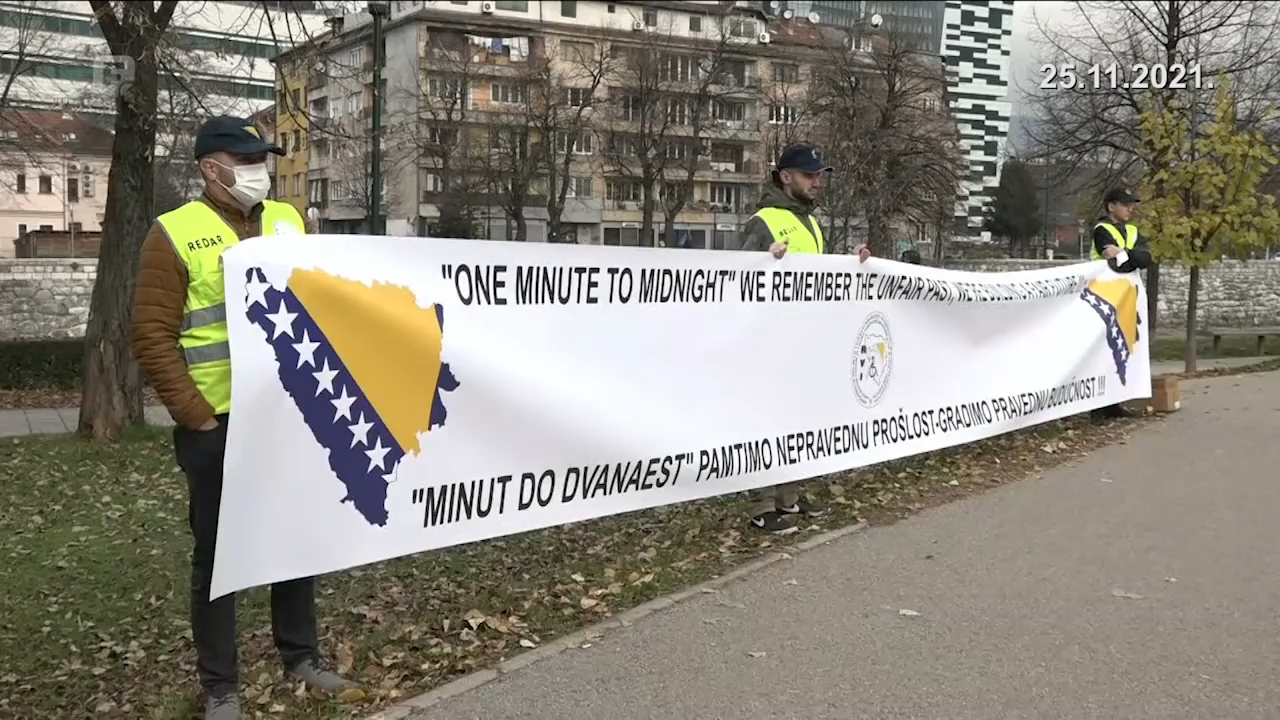 25.11.2021.
REDAR
"ONE MINUTE TO MIDNIGHT" WE REMEMBER THE UNFAIR PAST,
"MINUT DO DVANAEST" PAMTIMO NEPRAVEDNU PROŠLOST-GRADIMO PRAVEDNU BUDUĆNOST !!!